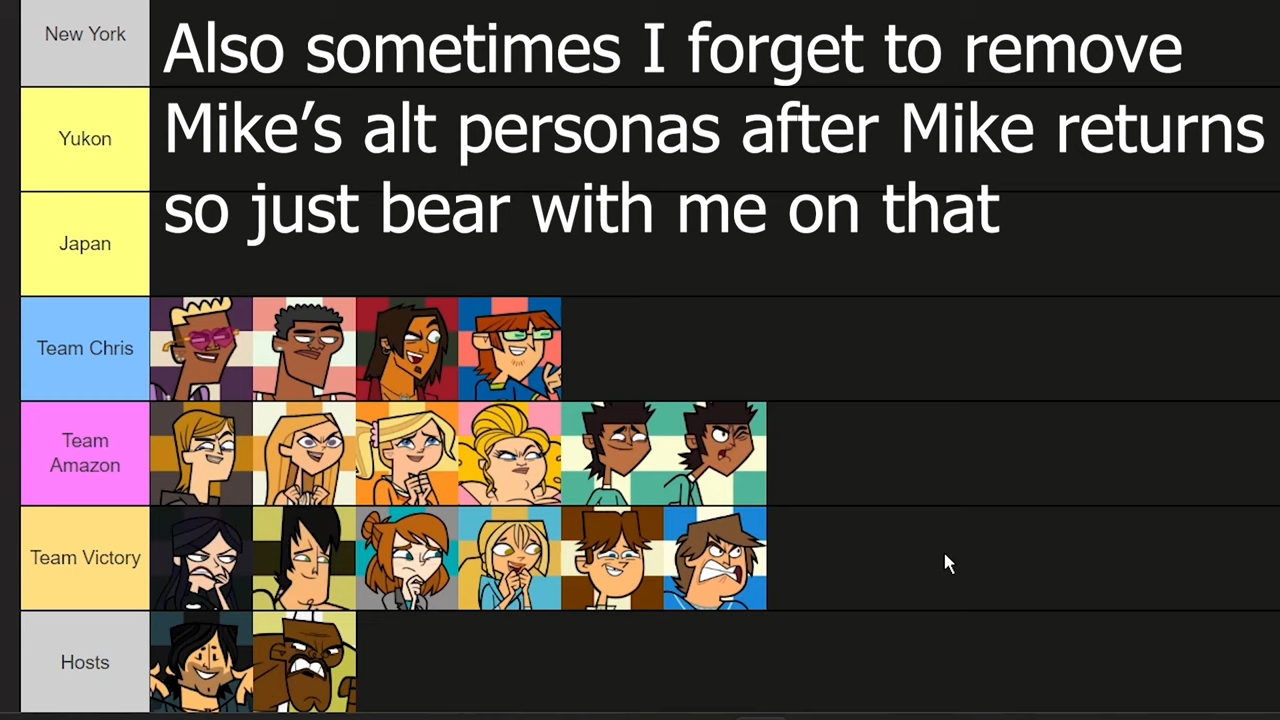 New York
Also sometimes I forget to remove
Mike’s alt personas after Mike returns
so just bear with me on that
Yukon
Japan
Team Chris
Team
Amazon
Team Victory
Hosts